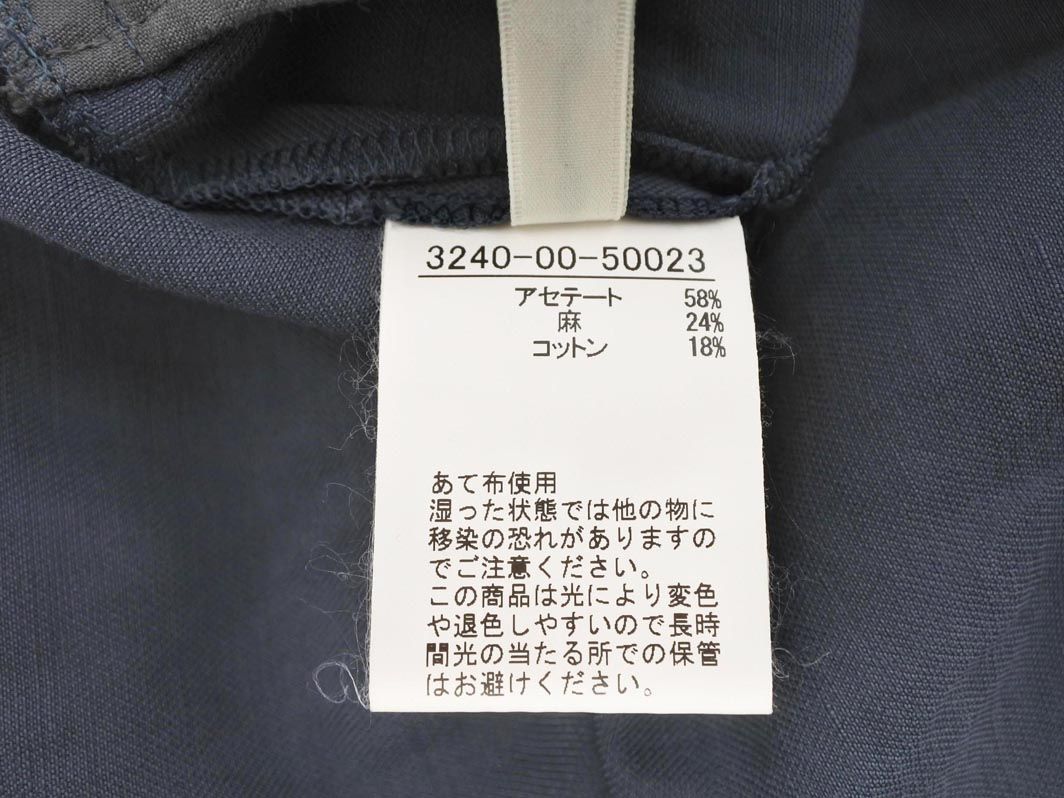 3240-00-50023
アセテート 58%
麻 24%
コットン 18%
あて布使用
湿った状態では他の物に
移染の恐れがありますの
でご注意ください。
この商品は光により変色
や退色しやすいので長時
間光の当たる所での保管
はお避けください。